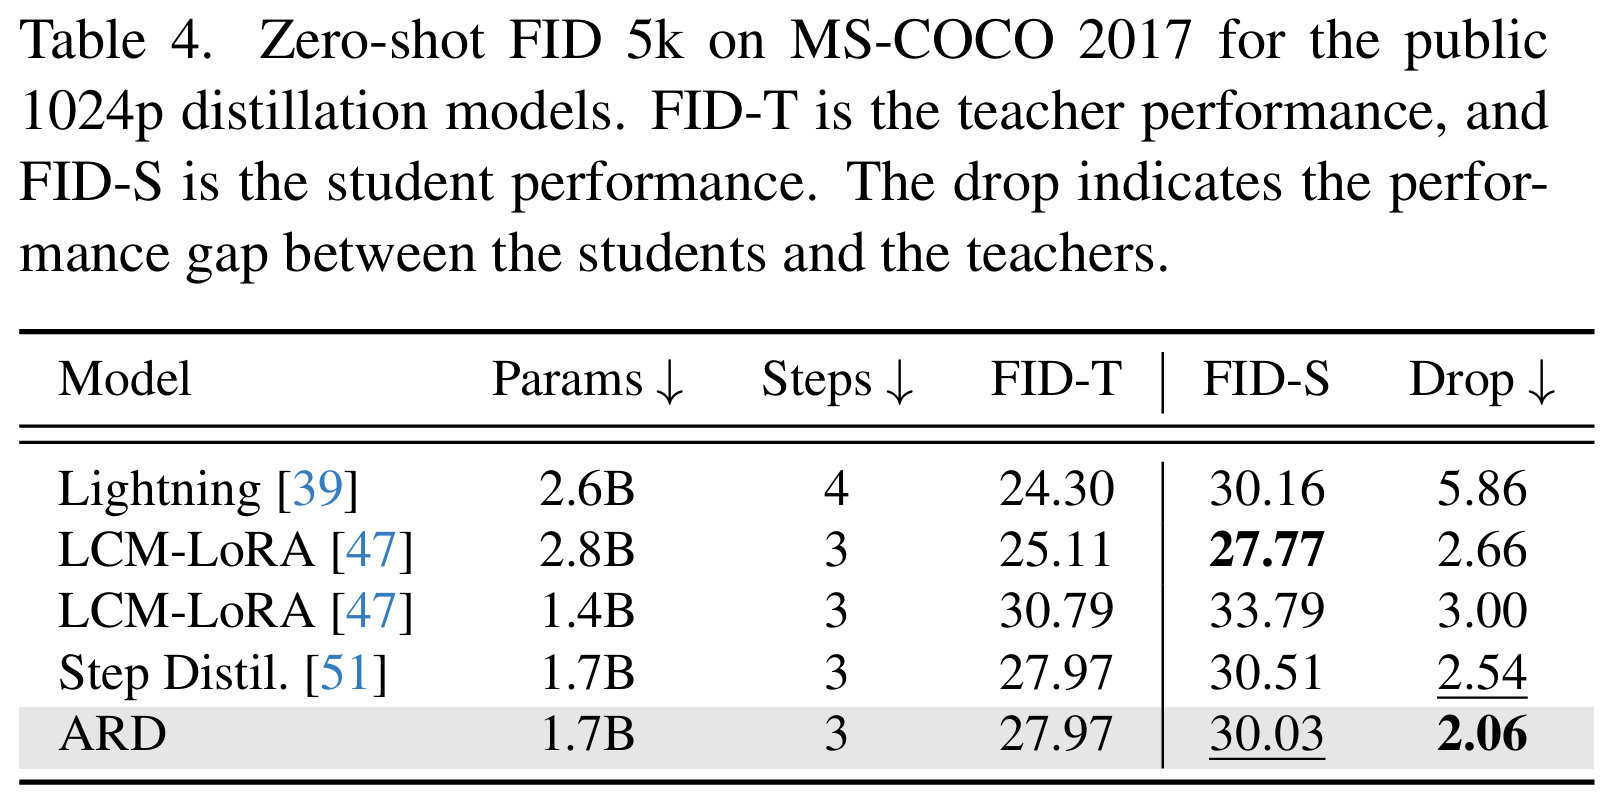 Table 4. Zero-shot FID 5k on MS-COCO 2017 for the public
1024p distillation models. FID-T is the teacher performance, and
FID-S is the student performance. The drop indicates the perfor-
mance gap between the students and the teachers.
Model Params ↓ Steps ↓ FID-T FID-S Drop ↓
Lightning [39] 2.6B 4 24.30 30.16 5.86
LCM-LoRA [47] 2.8B 3 25.11 27.77 2.66
LCM-LoRA [47] 1.4B 3 30.79 33.79 3.00
Step Distil. [51] 1.7B 3 27.97 30.51 2.54
ARD 1.7B 3 27.97 30.03 2.06